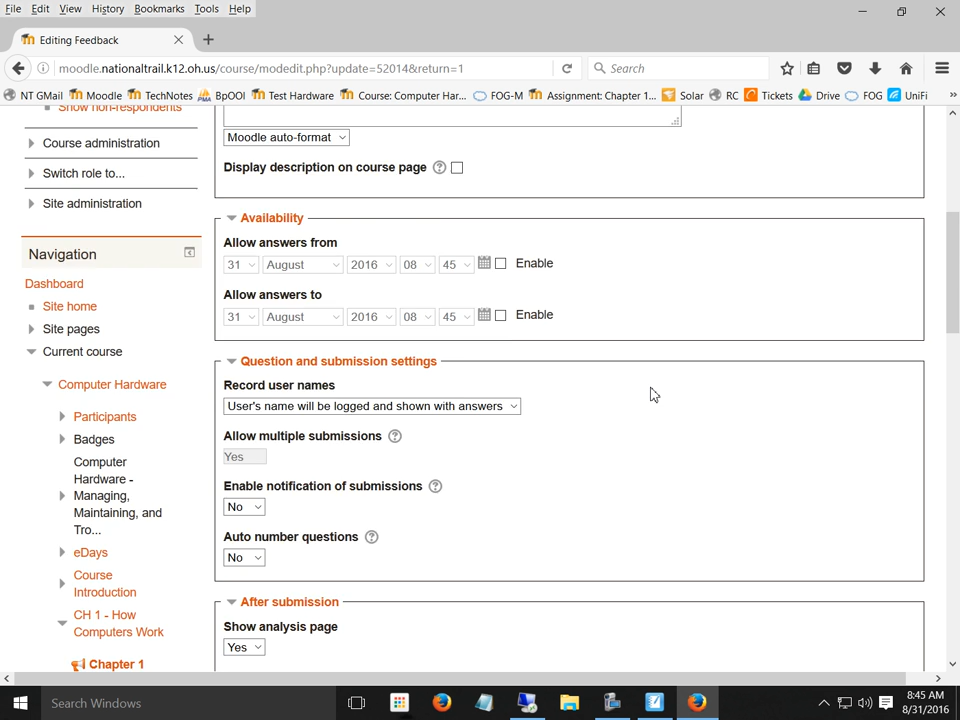 File Edit View History Bookmarks Tools Help
Editing Feedback
moodle.nationaltrail.k12.oh.us/course/modedit.php?update=52014&return=1
Search
NT GMail Moodle TechNotes BpOOI Test Hardware Course: Computer Har... FOG-M Assignment: Chapter 1... Solar RC Tickets Drive FOG UniFi »
Show non-respondents
Course administration
Switch role to...
Site administration
Navigation
Dashboard
Site home
Site pages
Current course
Computer Hardware
Participants
Badges
Computer
Hardware -
Managing,
Maintaining, and
Tro...
eDays
Course
Introduction
CH 1 - How
Computers Work
Chapter 1
Moodle auto-format
Display description on course page
Availability
Allow answers from
31 August 2016 08 45 Enable
Allow answers to
31 August 2016 08 45 Enable
Question and submission settings
Record user names
User's name will be logged and shown with answers
Allow multiple submissions
Yes
Enable notification of submissions
No
Auto number questions
No
After submission
Show analysis page
Yes
Search Windows
8:45 AM
8/31/2016